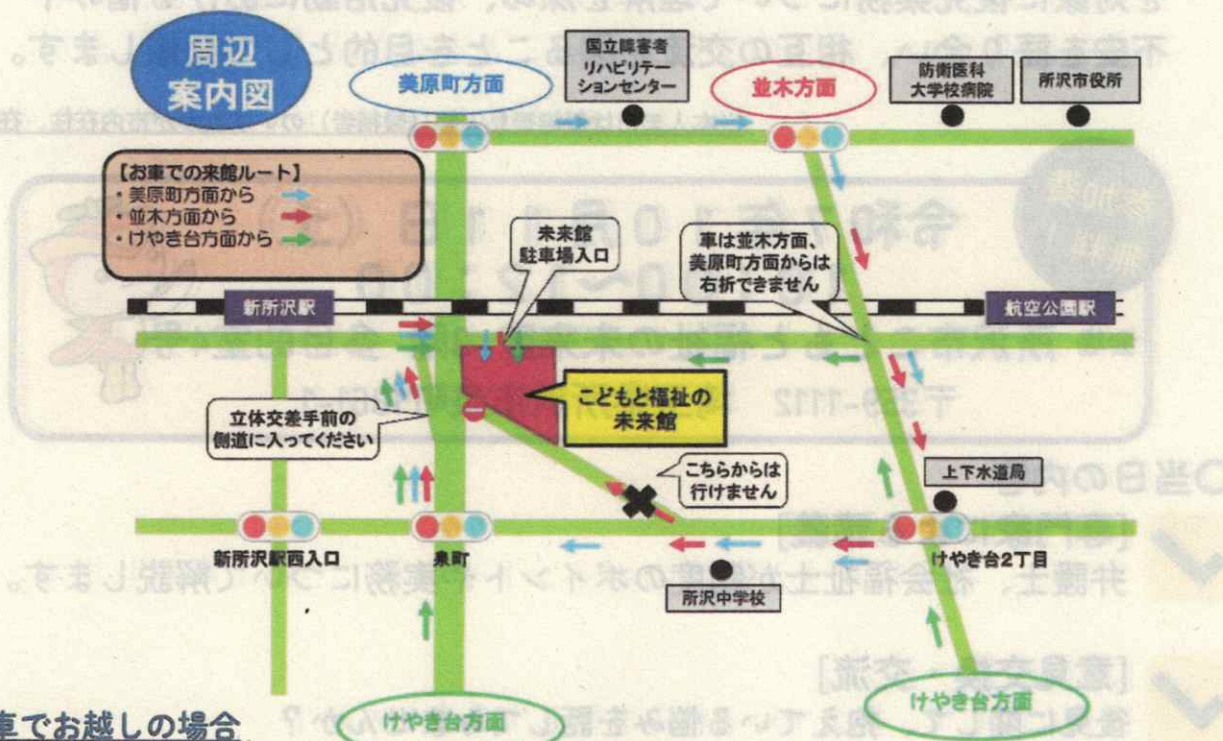 周辺
案内図
美原町方面
国立障害者
リハビリテー
ションセンター
並木方面
防衛医科
大学校病院
所沢市役所
【お車での来館ルート】
・美原町方面から
・並木方面から
・けやき台方面から
未来館
駐車場入口
車は並木方面、
美原町方面からは
右折できません
新所沢駅
航空公園駅
こどもと福祉の
未来館
立体交差手前の
側道に入ってください
こちらからは
行けません
上下水道局
新所沢駅西入口
泉町
けやき台2丁目
所沢中学校
けやき台方面
けやき台方面
車でお越しの場合